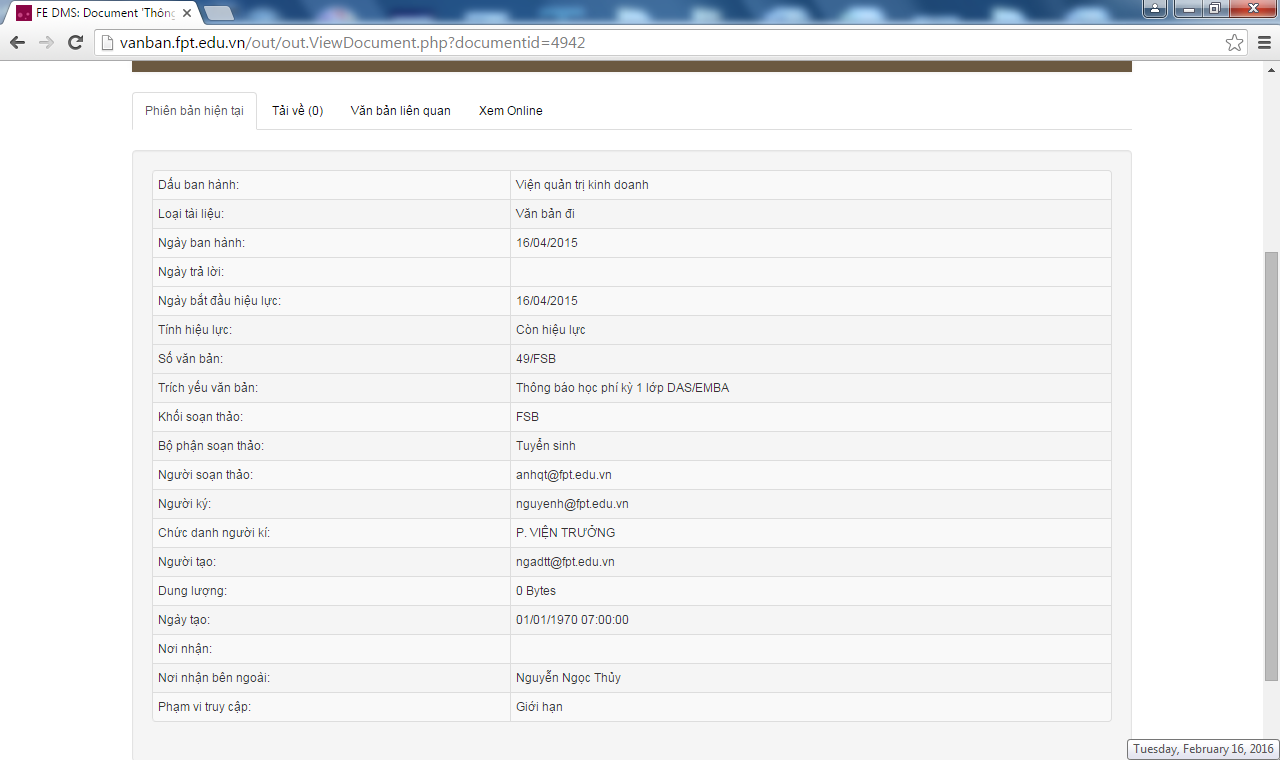 FE DMS: Document 'Thông
vanban.fpt.edu.vn/out/out.ViewDocument.php?documentid=4942
Phiên bản hiện tại Tải về (0) Văn bản liên quan Xem Online
Dấu ban hành: Viện quản trị kinh doanh
Loại tài liệu: Văn bản đi
Ngày ban hành: 16/04/2015
Ngày trả lời:
Ngày bắt đầu hiệu lực: 16/04/2015
Tính hiệu lực: Còn hiệu lực
Số văn bản: 49/FSB
Trích yếu văn bản: Thông báo học phí kỳ 1 lớp DAS/EMBA
Khối soạn thảo: FSB
Bộ phận soạn thảo: Tuyển sinh
Người soạn thảo: anhqt@fpt.edu.vn
Người ký: nguyenh@fpt.edu.vn
Chức danh người kí: P. VIỆN TRƯỞNG
Người tạo: ngadtt@fpt.edu.vn
Dung lượng: 0 Bytes
Ngày tạo: 01/01/1970 07:00:00
Nơi nhận:
Nơi nhận bên ngoài: Nguyễn Ngọc Thủy
Phạm vi truy cập: Giới hạn
Tuesday, February 16, 2016